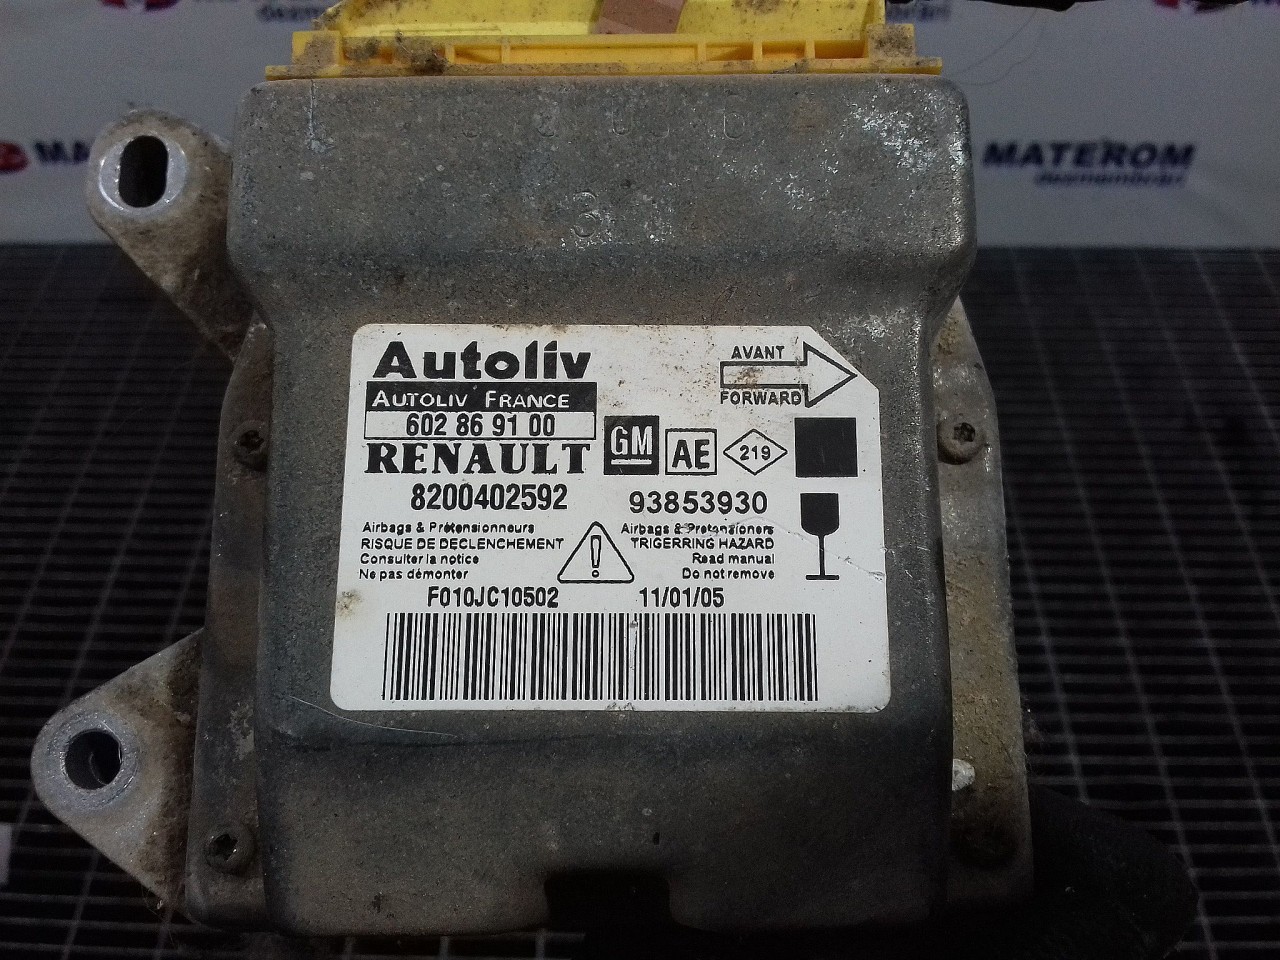 MATEROM
dezmembrări
Autoliv
AUTOLIV FRANCE
602 86 91 00
RENAULT
8200402592
AVANT
FORWARD
GM
AE
219
93853930
Airbags & Prétensionneurs
RISQUE DE DECLENCHEMENT
Consulter la notice
Ne pas démonter
Airbags & Pretensioners
TRIGERRING HAZARD
Read manual
Do not remove
F010JC10502
11/01/05